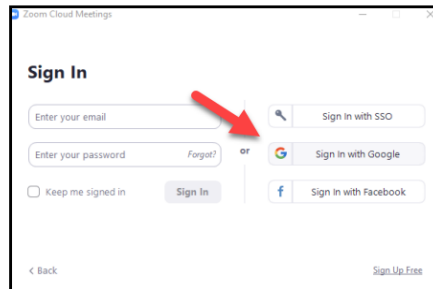 Zoom Cloud Meetings
Sign In
Enter your email
Enter your password Forgot?
Keep me signed in Sign In
or
Sign In with SSO
Sign In with Google
Sign In with Facebook
< Back
Sign Up Free